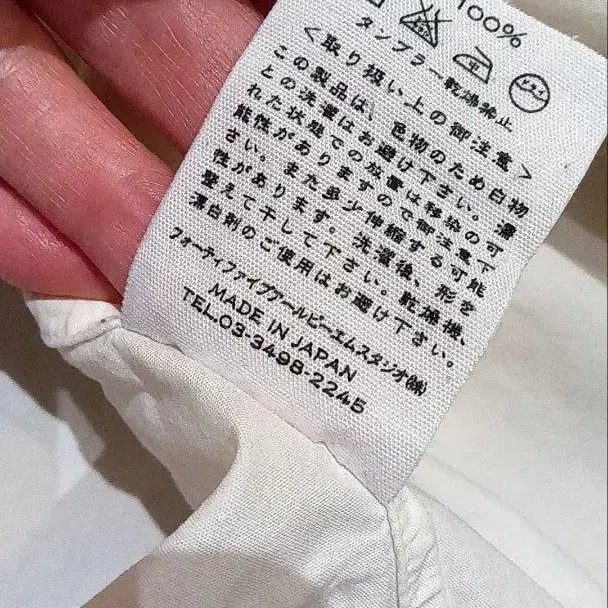 100%
タンブラー乾燥禁止
<取り扱い上の御注意>
この製品は、色物のため白物
との洗濯はお避け下さい。濡
れた状態での放置は移染の可
能性がありますので御注意下
さい。また多少伸縮する可能
性があります。洗濯後、形を
整えて干して下さい。乾燥機、
漂白剤のご使用はお避け下さい。
フォーティファイブアールピーエムスタジオ㈱
MADE IN JAPAN
TEL.03-3498-2245